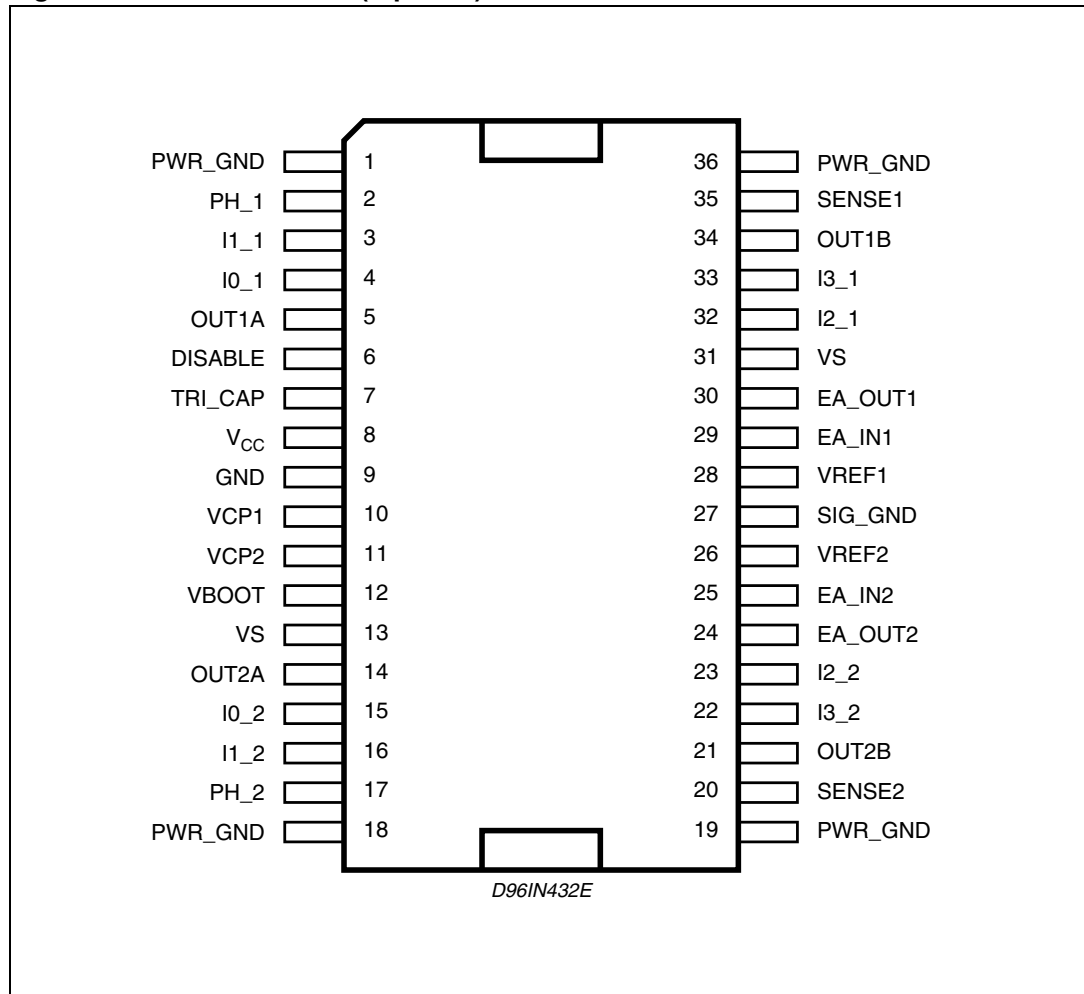 PWR_GND 1 36 PWR_GND
PH_1 2 35 SENSE1
I1_1 3 34 OUT1B
I0_1 4 33 I3_1
OUT1A 5 32 I2_1
DISABLE 6 31 VS
TRI_CAP 7 30 EA_OUT1
VCC 8 29 EA_IN1
GND 9 28 VREF1
VCP1 10 27 SIG_GND
VCP2 11 26 VREF2
VBOOT 12 25 EA_IN2
VS 13 24 EA_OUT2
OUT2A 14 23 I2_2
I0_2 15 22 I3_2
I1_2 16 21 OUT2B
PH_2 17 20 SENSE2
PWR_GND 18 19 PWR_GND
D96IN432E